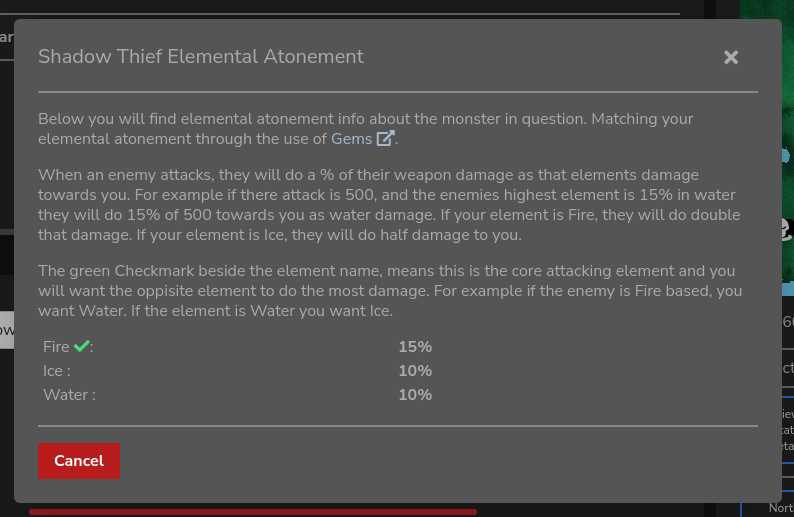 Shadow Thief Elemental Atonement
Below you will find elemental atonement info about the monster in question. Matching your
elemental atonement through the use of Gems.
When an enemy attacks, they will do a % of their weapon damage as that elements damage
towards you. For example if there attack is 500, and the enemies highest element is 15% in water
they will do 15% of 500 towards you as water damage. If your element is Fire, they will do double
that damage. If your element is Ice, they will do half damage to you.
The green Checkmark beside the element name, means this is the core attacking element and you
will want the oppisite element to do the most damage. For example if the enemy is Fire based, you
want Water. If the element is Water you want Ice.
Fire ✔: 15%
Ice : 10%
Water : 10%
Cancel
Nort